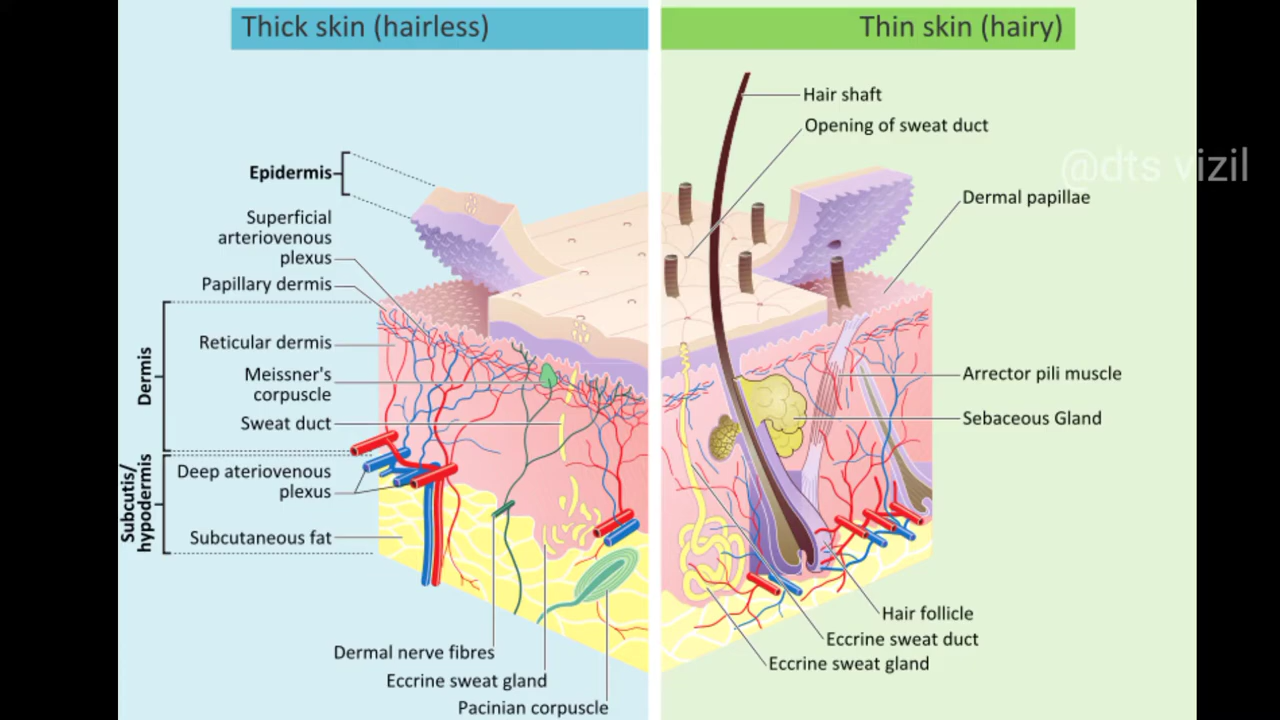 Thick skin (hairless)
Thin skin (hairy)
Epidermis
Superficial
arteriovenous
plexus
Papillary dermis
Dermis
Reticular dermis
Meissner's
corpuscle
Sweat duct
Subcutis/
hypodermis
Deep ateriovenous
plexus
Subcutaneous fat
Dermal nerve fibres
Eccrine sweat gland
Pacinian corpuscle
Hair shaft
Opening of sweat duct
@dts vizil
Dermal papillae
Arrector pili muscle
Sebaceous Gland
Hair follicle
Eccrine sweat duct
Eccrine sweat gland